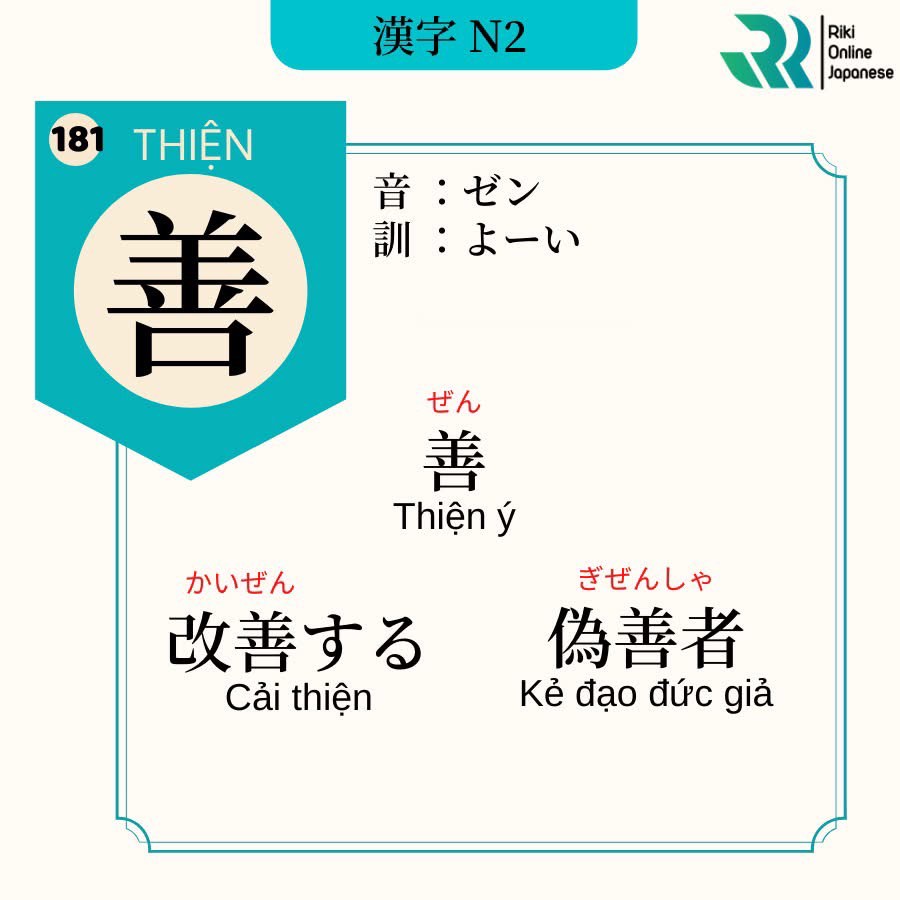 漢字 N2
Riki
Online
Japanese
181
THIỆN
善
音 ：ゼン
訓 ：よーい
ぜん
善
Thiện ý
かいぜん
改善する
Cải thiện
ぎぜんしゃ
偽善者
Kẻ đạo đức giả